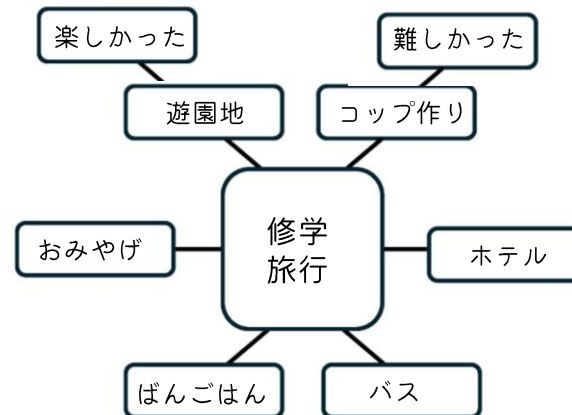 楽しかった
難しかった
遊園地
コップ作り
修学
旅行
おみやげ
ホテル
ばんごはん
バス